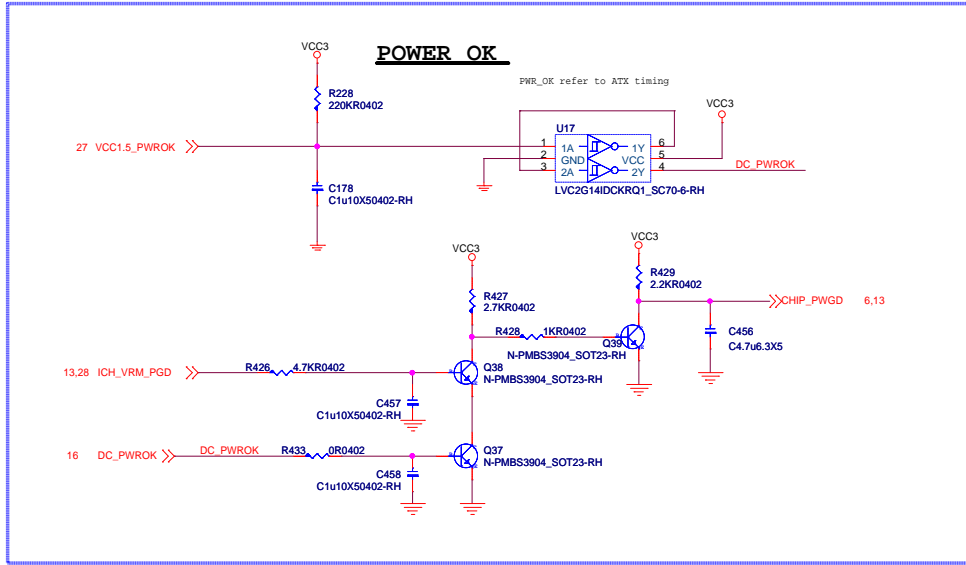 POWER OK
VCC3
R228
220KR0402
PWR_OK refer to ATX timing
VCC3
U17
27 VCC1.5_PWROK
1
2
3
1A
GND
2A
1Y
VCC
2Y
6
5
4
DC_PWROK
LVC2G14IDCKRQ1_SC70-6-RH
C178
C1u10X50402-RH
VCC3
VCC3
R427
2.7KR0402
R429
2.2KR0402
CHIP_PWGD 6,13
R428 1KR0402
Q39
N-PMBS3904_SOT23-RH
C456
C4.7u6.3X5
13,28 ICH_VRM_PGD
R426 4.7KR0402
Q38
N-PMBS3904_SOT23-RH
C457
C1u10X50402-RH
16 DC_PWROK
DC_PWROK
R433 0R0402
Q37
N-PMBS3904_SOT23-RH
C458
C1u10X50402-RH